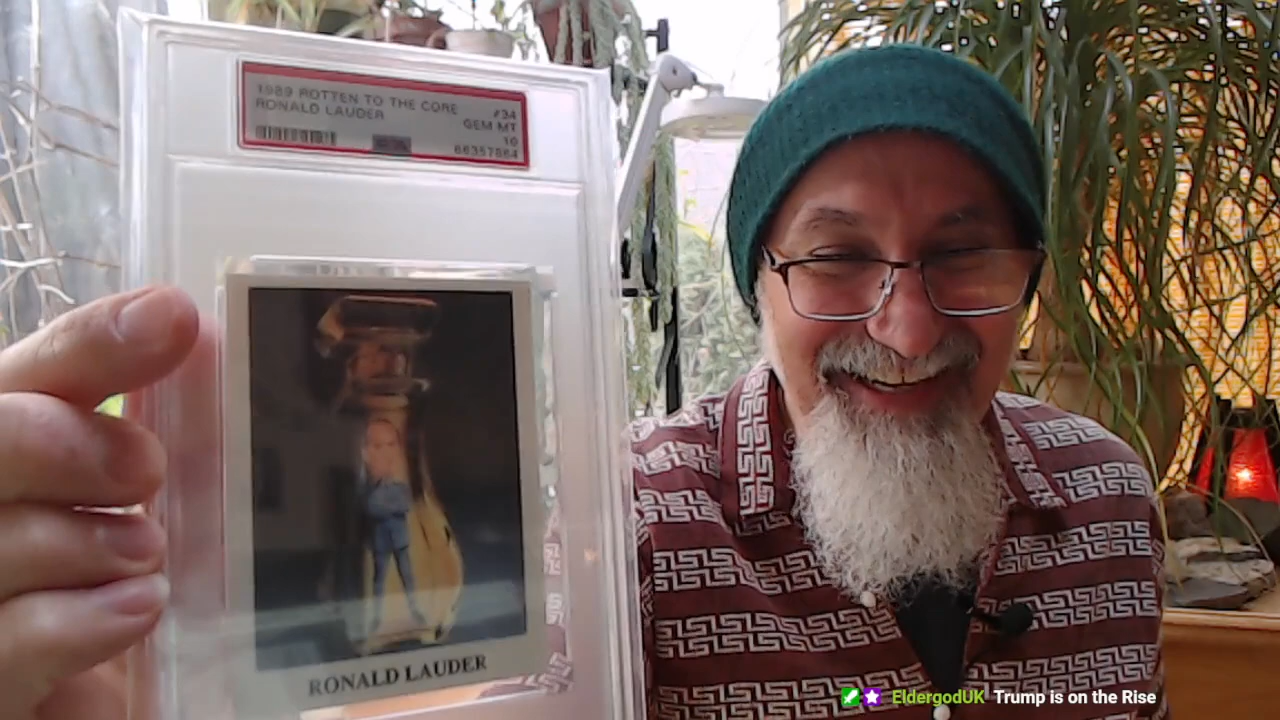 1989 ROTTEN TO THE CORE #34
RONALD LAUDER GEM MT
10
66357664
RONALD LAUDER
EldergodUK Trump is on the Rise